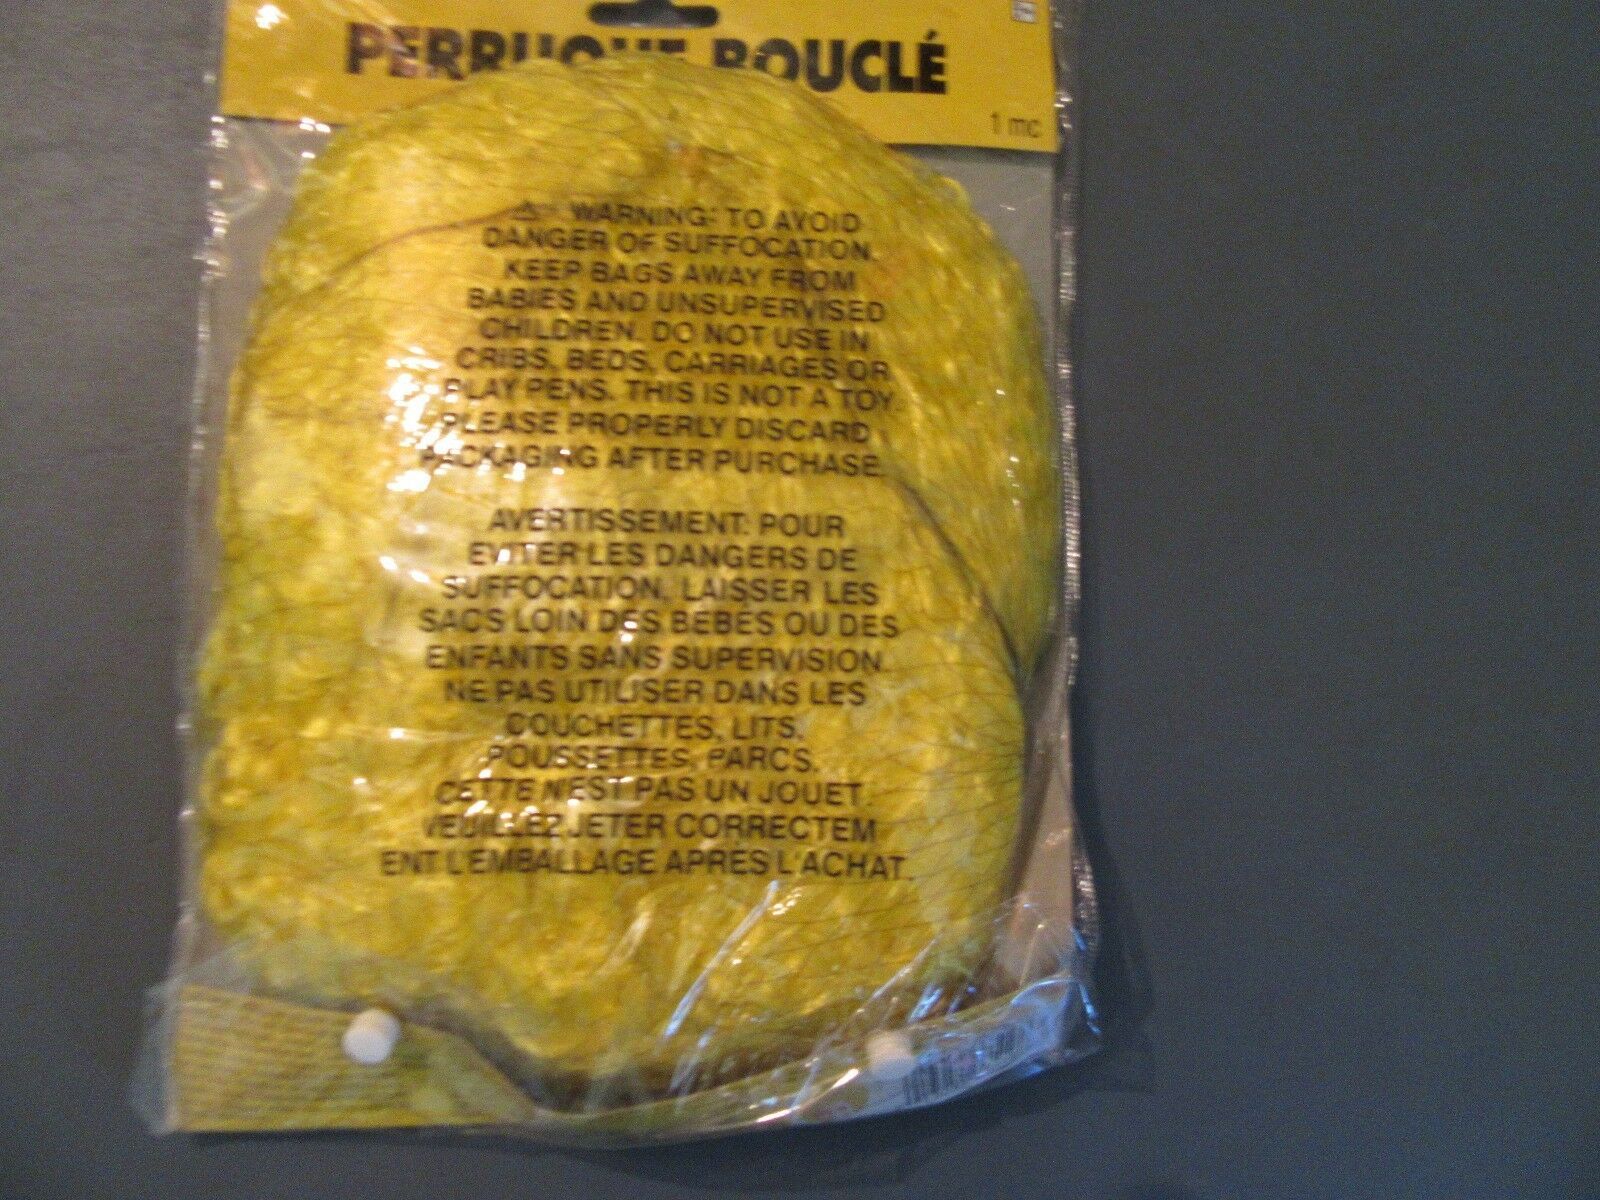 PERRUQUE BOUCLÉ
1 mc
⚠ WARNING: TO AVOID
DANGER OF SUFFOCATION.
KEEP BAGS AWAY FROM
BABIES AND UNSUPERVISED
CHILDREN. DO NOT USE IN
CRIBS, BEDS, CARRIAGES OR
PLAY PENS. THIS IS NOT A TOY.
PLEASE PROPERLY DISCARD
PACKAGING AFTER PURCHASE.
AVERTISSEMENT: POUR
EVITER LES DANGERS DE
SUFFOCATION, LAISSER LES
SACS LOIN DES BEBES OU DES
ENFANTS SANS SUPERVISION.
NE PAS UTILISER DANS LES
COUCHETTES, LITS,
POUSSETTES, PARCS.
CETTE N'EST PAS UN JOUET.
VEUILLEZ JETER CORRECTEM
ENT L'EMBALLAGE APRES L'ACHAT.